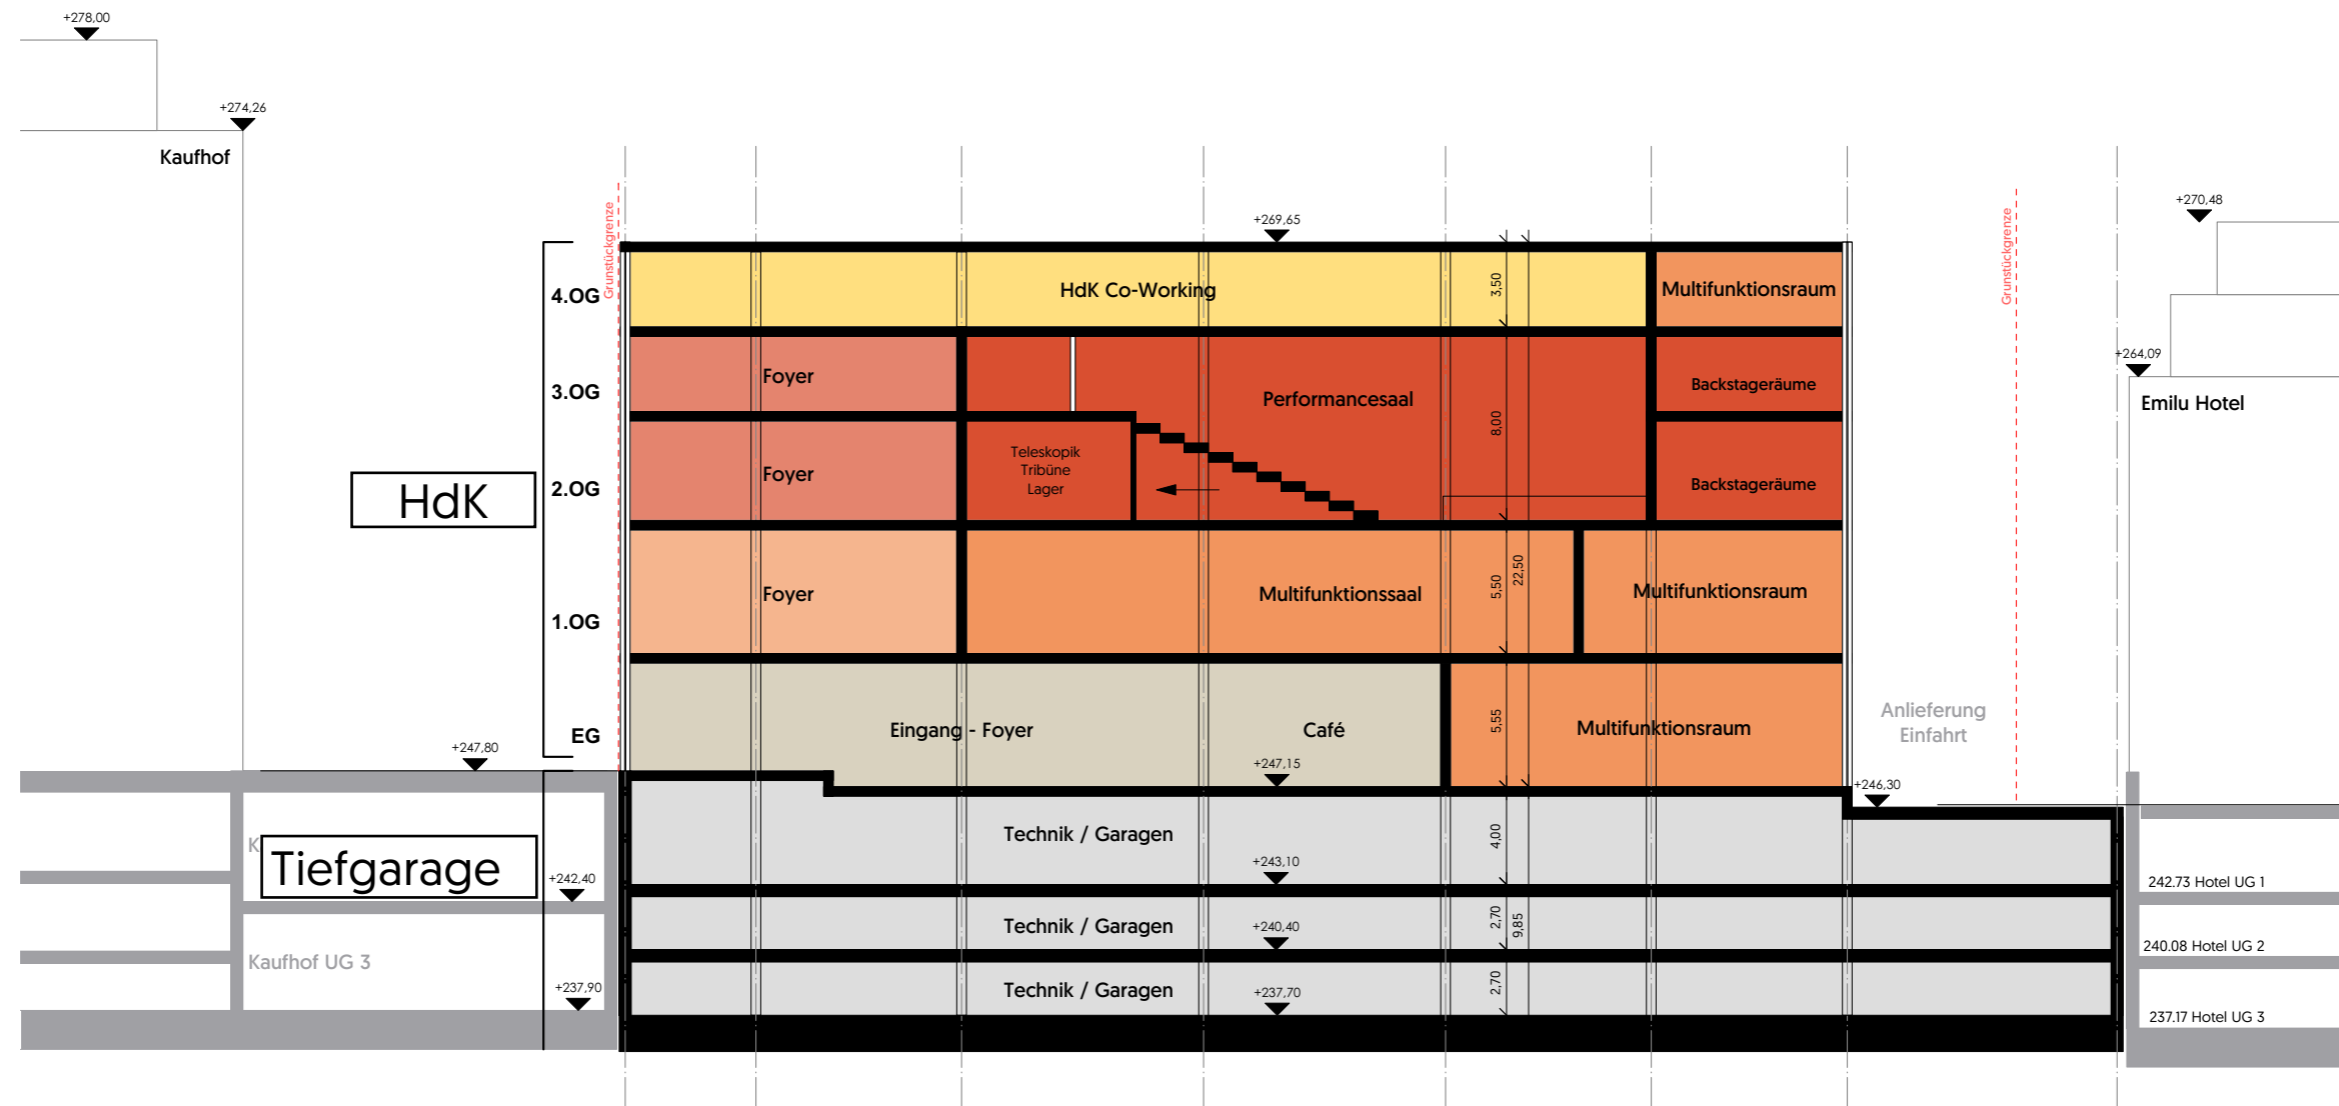 +278,00
+274,26
Kaufhof
Grunstückgrenze
+269,65
Grunstückgrenze
+270,48
4.OG
HdK Co-Working
3,50
Multifunktionsraum
+264,09
3.OG
Foyer
Performancesaal
8,00
Backstageräume
Emilu Hotel
HdK
2.OG
Foyer
Teleskopik
Tribüne
Lager
Backstageräume
1.OG
Foyer
Multifunktionssaal
5,50
22,50
Multifunktionsraum
EG
Eingang - Foyer
Café
5,55
Multifunktionsraum
Anlieferung
Einfahrt
+247,80
+247,15
+246,30
K
Tiefgarage
Technik / Garagen
4,00
+243,10
+242,40
242.73 Hotel UG 1
Technik / Garagen
+240,40
2,70
9,85
240.08 Hotel UG 2
Kaufhof UG 3
+237,90
Technik / Garagen
+237,70
2,70
237.17 Hotel UG 3